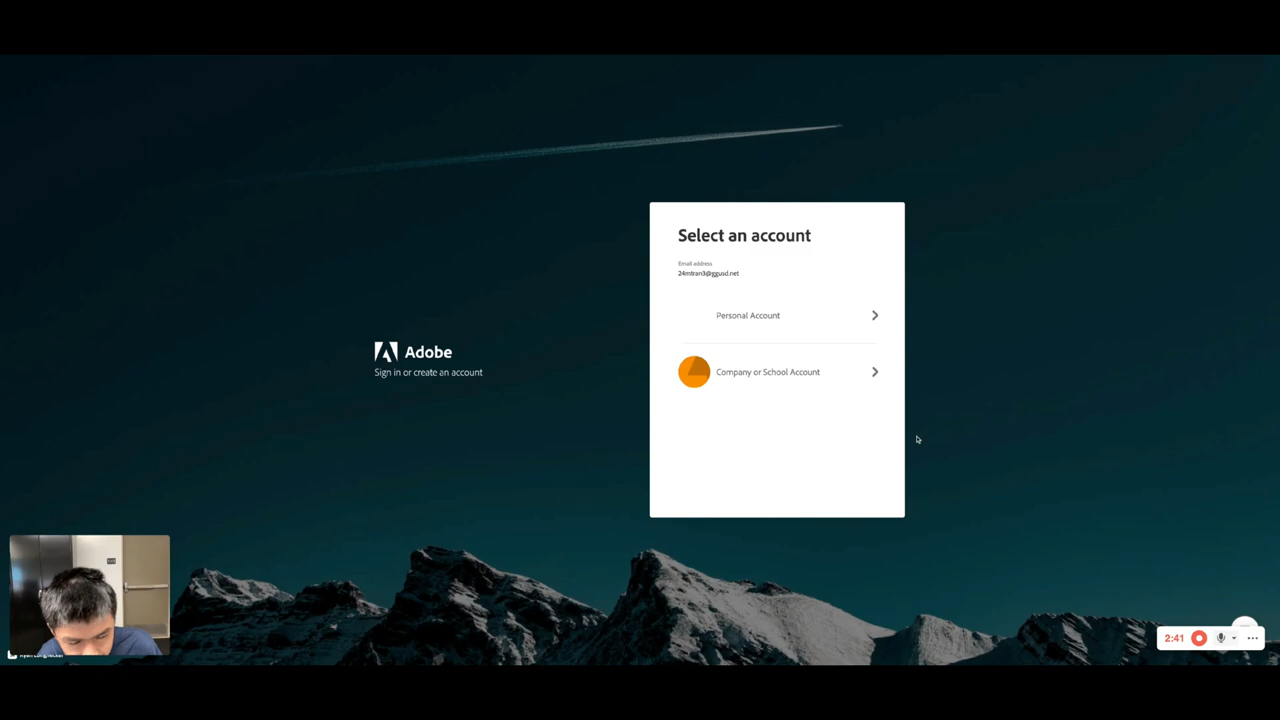 Select an account
Email address
24mtran3@ggusd.net
Personal Account
Company or School Account
Adobe
Sign in or create an account
2:41